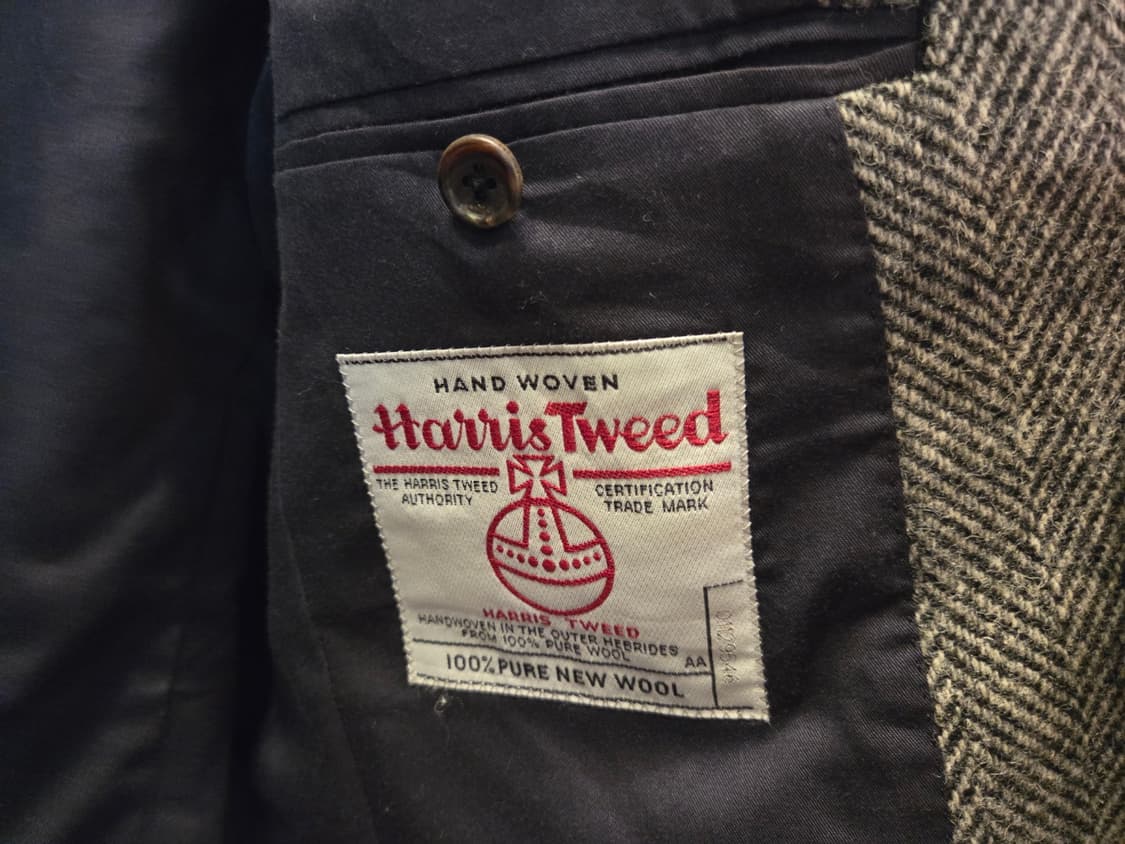 HAND WOVEN
Harris Tweed
THE HARRIS TWEED
AUTHORITY
CERTIFICATION
TRADE MARK
HARRIS TWEED
HANDWOVEN IN THE OUTER HEBRIDES
FROM 100% PURE WOOL
100% PURE NEW WOOL
AA